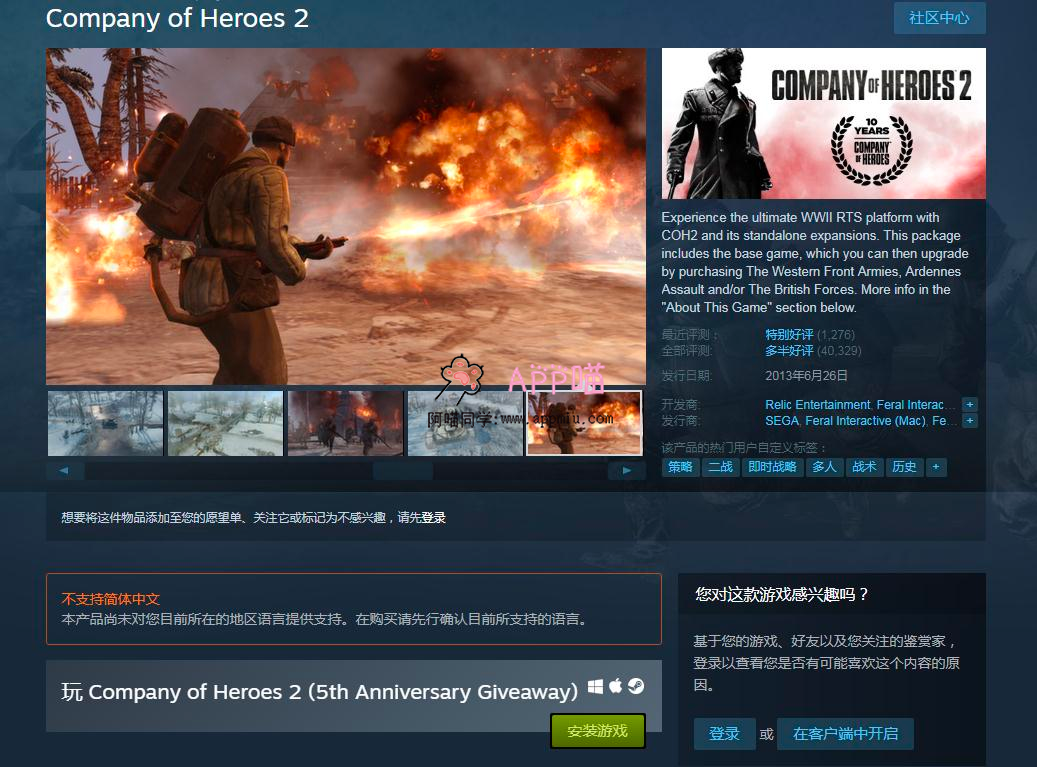 Company of Heroes 2
社区中心
COMPANY OF HEROES 2
10
YEARS
COMPANY
OF HEROES
Experience the ultimate WWII RTS platform with
COH2 and its standalone expansions. This package
includes the base game, which you can then upgrade
by purchasing The Western Front Armies, Ardennes
Assault and/or The British Forces. More info in the
"About This Game" section below.
最近评测： 特别好评 (1,276)
全部评测: 多半好评 (40,329)
发行日期: 2013年6月26日
开发商: Relic Entertainment, Feral Interac... +
发行商: SEGA, Feral Interactive (Mac), Fe... +
该产品的热门用户自定义标签：
策略 二战 即时战略 多人 战术 历史 +
APP喵
阿喵同学:www.appmiu.com
想要将这件物品添加至您的愿望单、关注它或标记为不感兴趣，请先登录
不支持简体中文
本产品尚未对您目前所在的地区语言提供支持。在购买请先行确认目前所支持的语言。
玩 Company of Heroes 2 (5th Anniversary Giveaway)
安装游戏
您对这款游戏感兴趣吗？
基于您的游戏、好友以及您关注的鉴赏家，
登录以查看您是否有可能喜欢这个内容的原
因。
登录 或 在客户端中开启